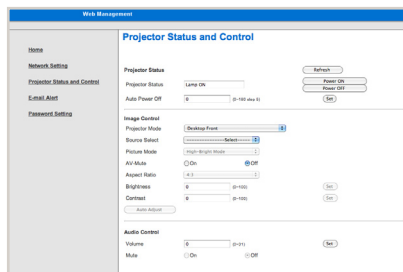 Web Management
Projector Status and Control
Home
Network Setting
Projector Status and Control
E-mail Alert
Password Setting
Projector Status
Refresh
Projector Status Lamp ON Power ON
Power OFF
Auto Power Off 0 (0-180 step 5) Set
Image Control
Projector Mode Desktop Front
Source Select --------------------Select--------
Picture Mode High-Bright Mode
AV-Mute On Off
Aspect Ratio 4:3
Brightness 0 (0~100) Set
Contrast 0 (0~100) Set
Auto Adjust
Audio Control
Volume 0 (0~31) Set
Mute On Off